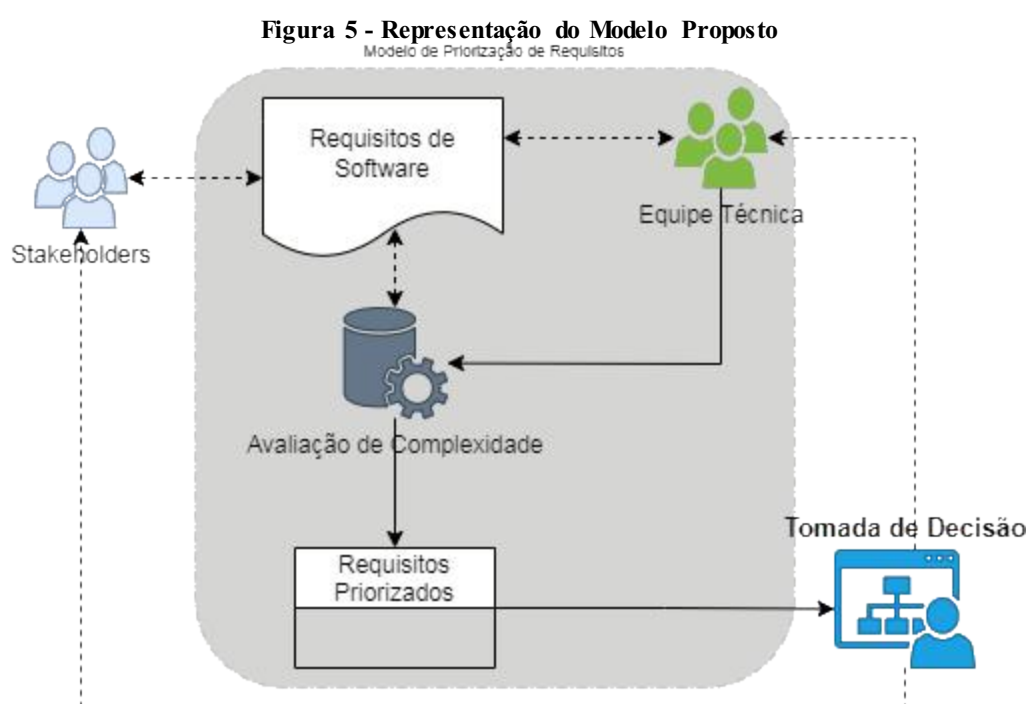 Figura 5 - Representação do Modelo Proposto
Modelo de Priorização de Requisitos
Requisitos de
Software
Equipe Técnica
Stakeholders
Avaliação de Complexidade
Tomada de Decisão
Requisitos
Priorizados